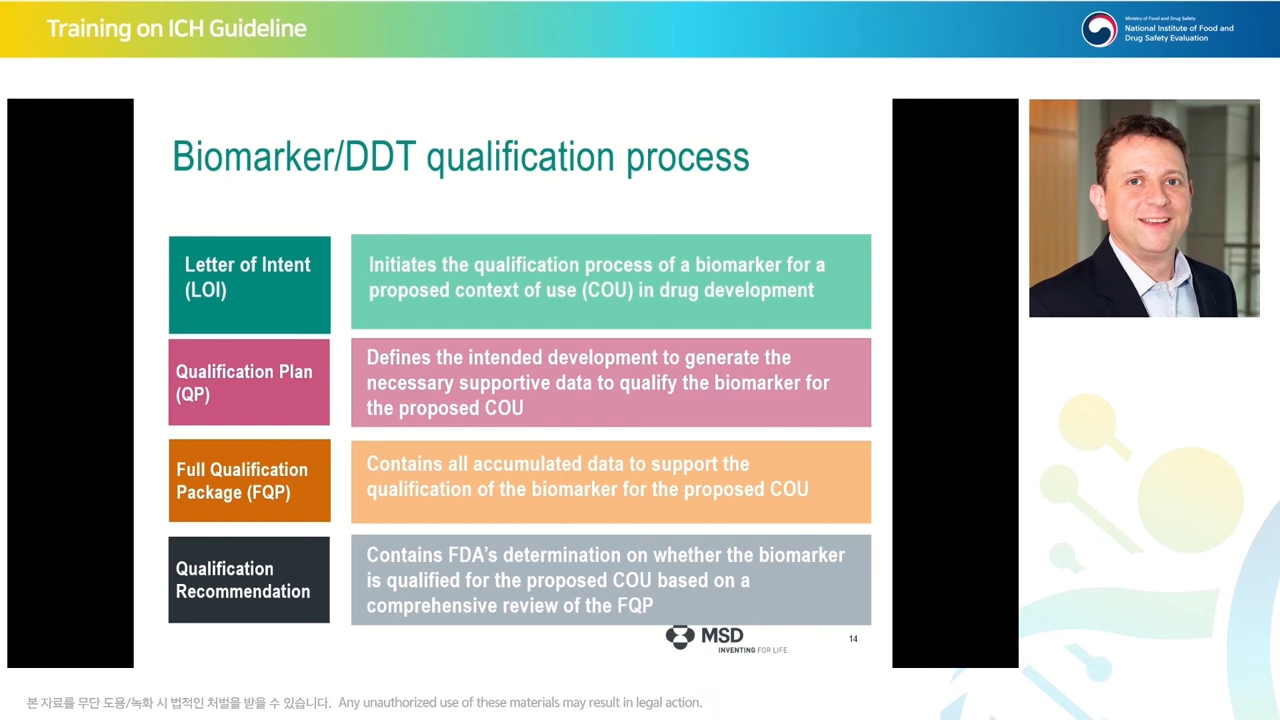 Training on ICH Guideline
Ministry of Food and Drug Safety
National Institute of Food and
Drug Safety Evaluation
Biomarker/DDT qualification process
Letter of Intent
(LOI)
Initiates the qualification process of a biomarker for a
proposed context of use (COU) in drug development
Qualification Plan
(QP)
Defines the intended development to generate the
necessary supportive data to qualify the biomarker for
the proposed COU
Full Qualification
Package (FQP)
Contains all accumulated data to support the
qualification of the biomarker for the proposed COU
Qualification
Recommendation
Contains FDA's determination on whether the biomarker
is qualified for the proposed COU based on a
comprehensive review of the FQP
MSD
INVENTING FOR LIFE
14
본 자료를 무단 도용/녹화 시 법적인 처벌을 받을 수 있습니다. Any unauthorized use of these materials may result in legal action.